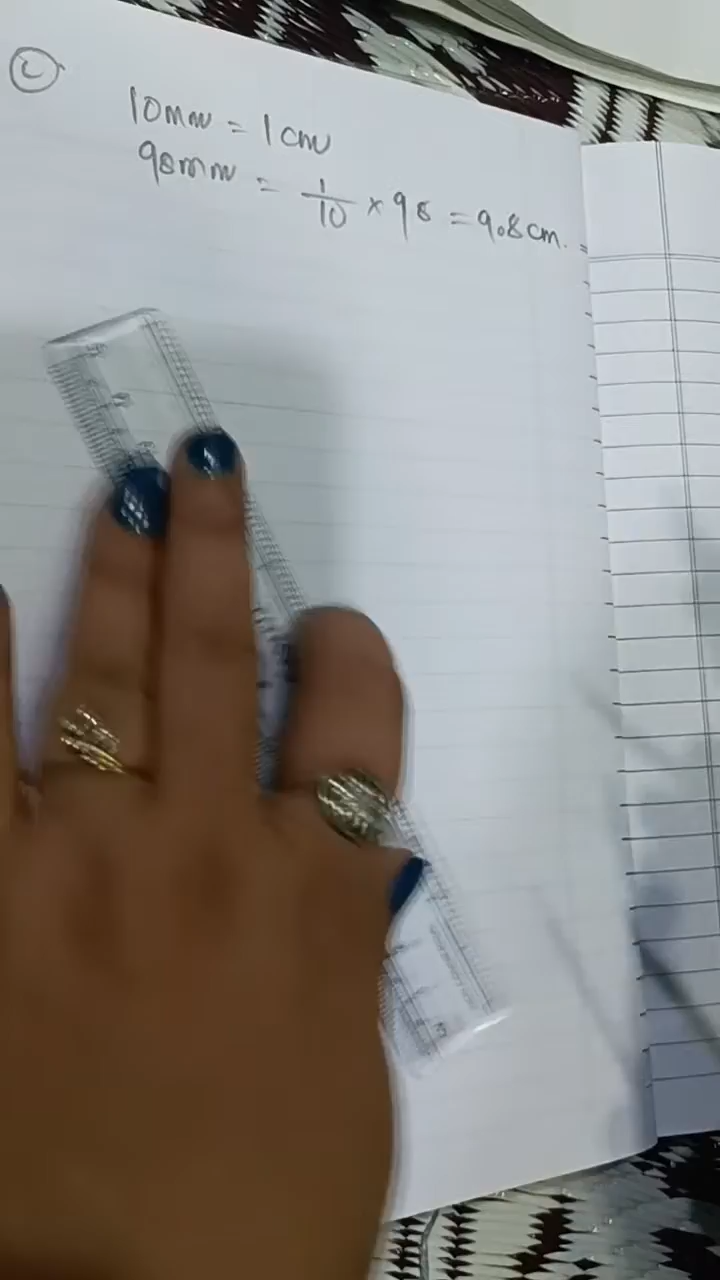 c
10mm = 1cm
98mm = 1/10 × 98 = 9.8cm.